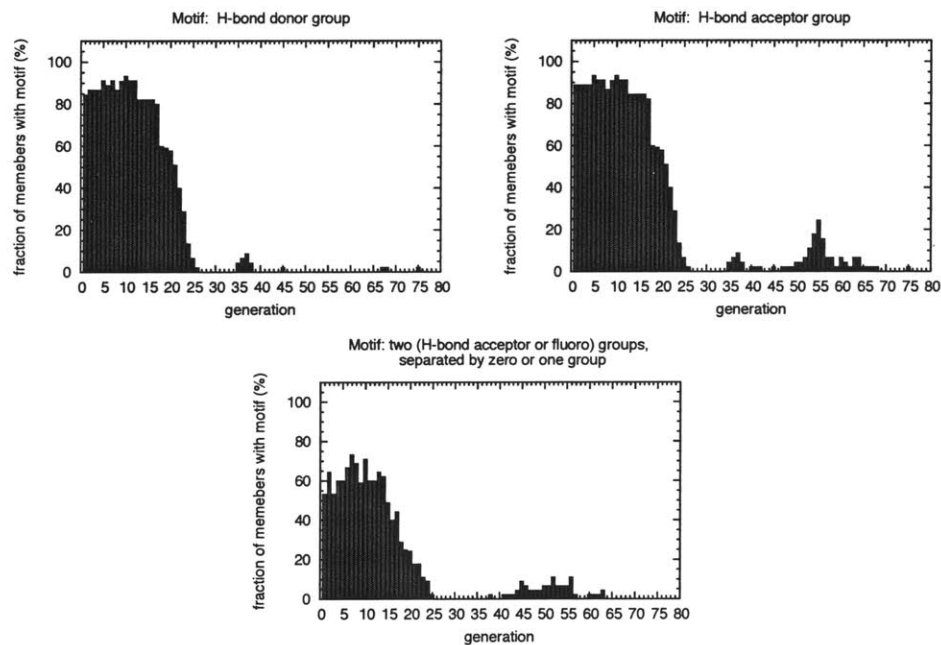 Motif: H-bond donor group
fraction of memebers with motif (%)
100
80
60
40
20
0
0 5 10 15 20 25 30 35 40 45 50 55 60 65 70 75 80
generation
Motif: H-bond acceptor group
fraction of memebers with motif (%)
100
80
60
40
20
0
0 5 10 15 20 25 30 35 40 45 50 55 60 65 70 75 80
generation
Motif: two (H-bond acceptor or fluoro) groups,
separated by zero or one group
fraction of memebers with motif (%)
100
80
60
40
20
0
0 5 10 15 20 25 30 35 40 45 50 55 60 65 70 75 80
generation